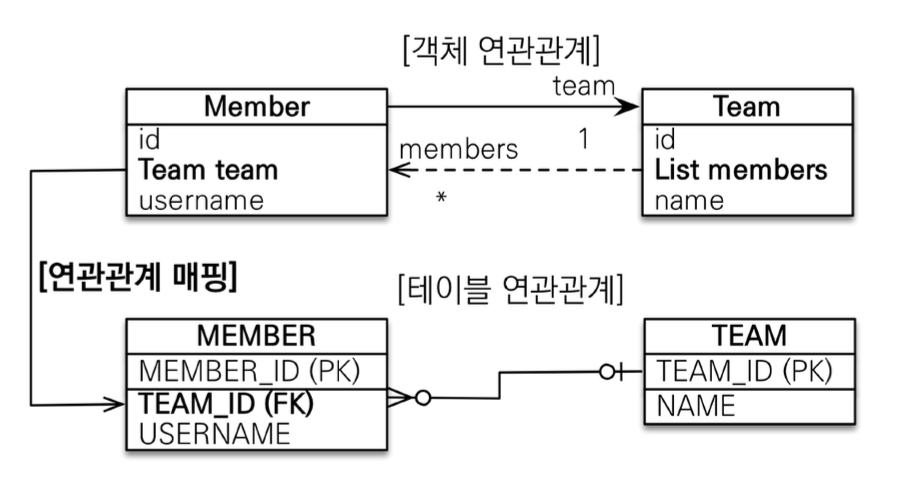 [객체 연관관계]
Member
id
Team team
username
team
1
members
*
Team
id
List members
name
[연관관계 매핑]
[테이블 연관관계]
MEMBER
MEMBER_ID (PK)
TEAM_ID (FK)
USERNAME
TEAM
TEAM_ID (PK)
NAME